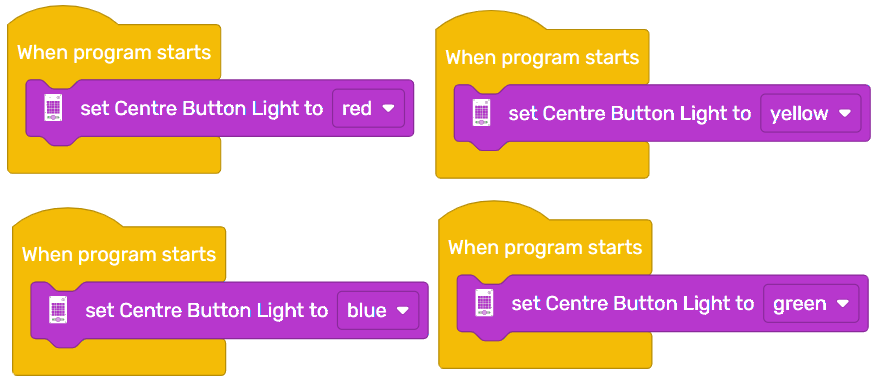 When program starts
set Centre Button Light to red
When program starts
set Centre Button Light to yellow
When program starts
set Centre Button Light to blue
When program starts
set Centre Button Light to green